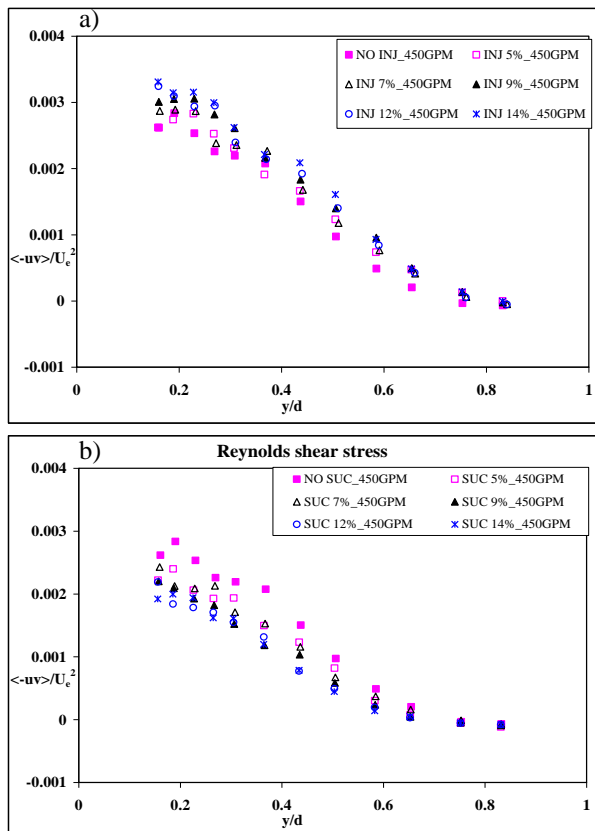 a)
0.004
NO INJ_450GPM INJ 5%_450GPM
INJ 7%_450GPM INJ 9%_450GPM
INJ 12%_450GPM INJ 14%_450GPM
0.003
0.002
0.001
<-uv>/Uₑ²
0
-0.001
0 0.2 0.4 0.6 0.8 1
y/d
b)
Reynolds shear stress
0.004
NO SUC_450GPM SUC 5%_450GPM
SUC 7%_450GPM SUC 9%_450GPM
SUC 12%_450GPM SUC 14%_450GPM
0.003
0.002
0.001
<-uv>/Uₑ²
0
-0.001
0 0.2 0.4 0.6 0.8 1
y/d